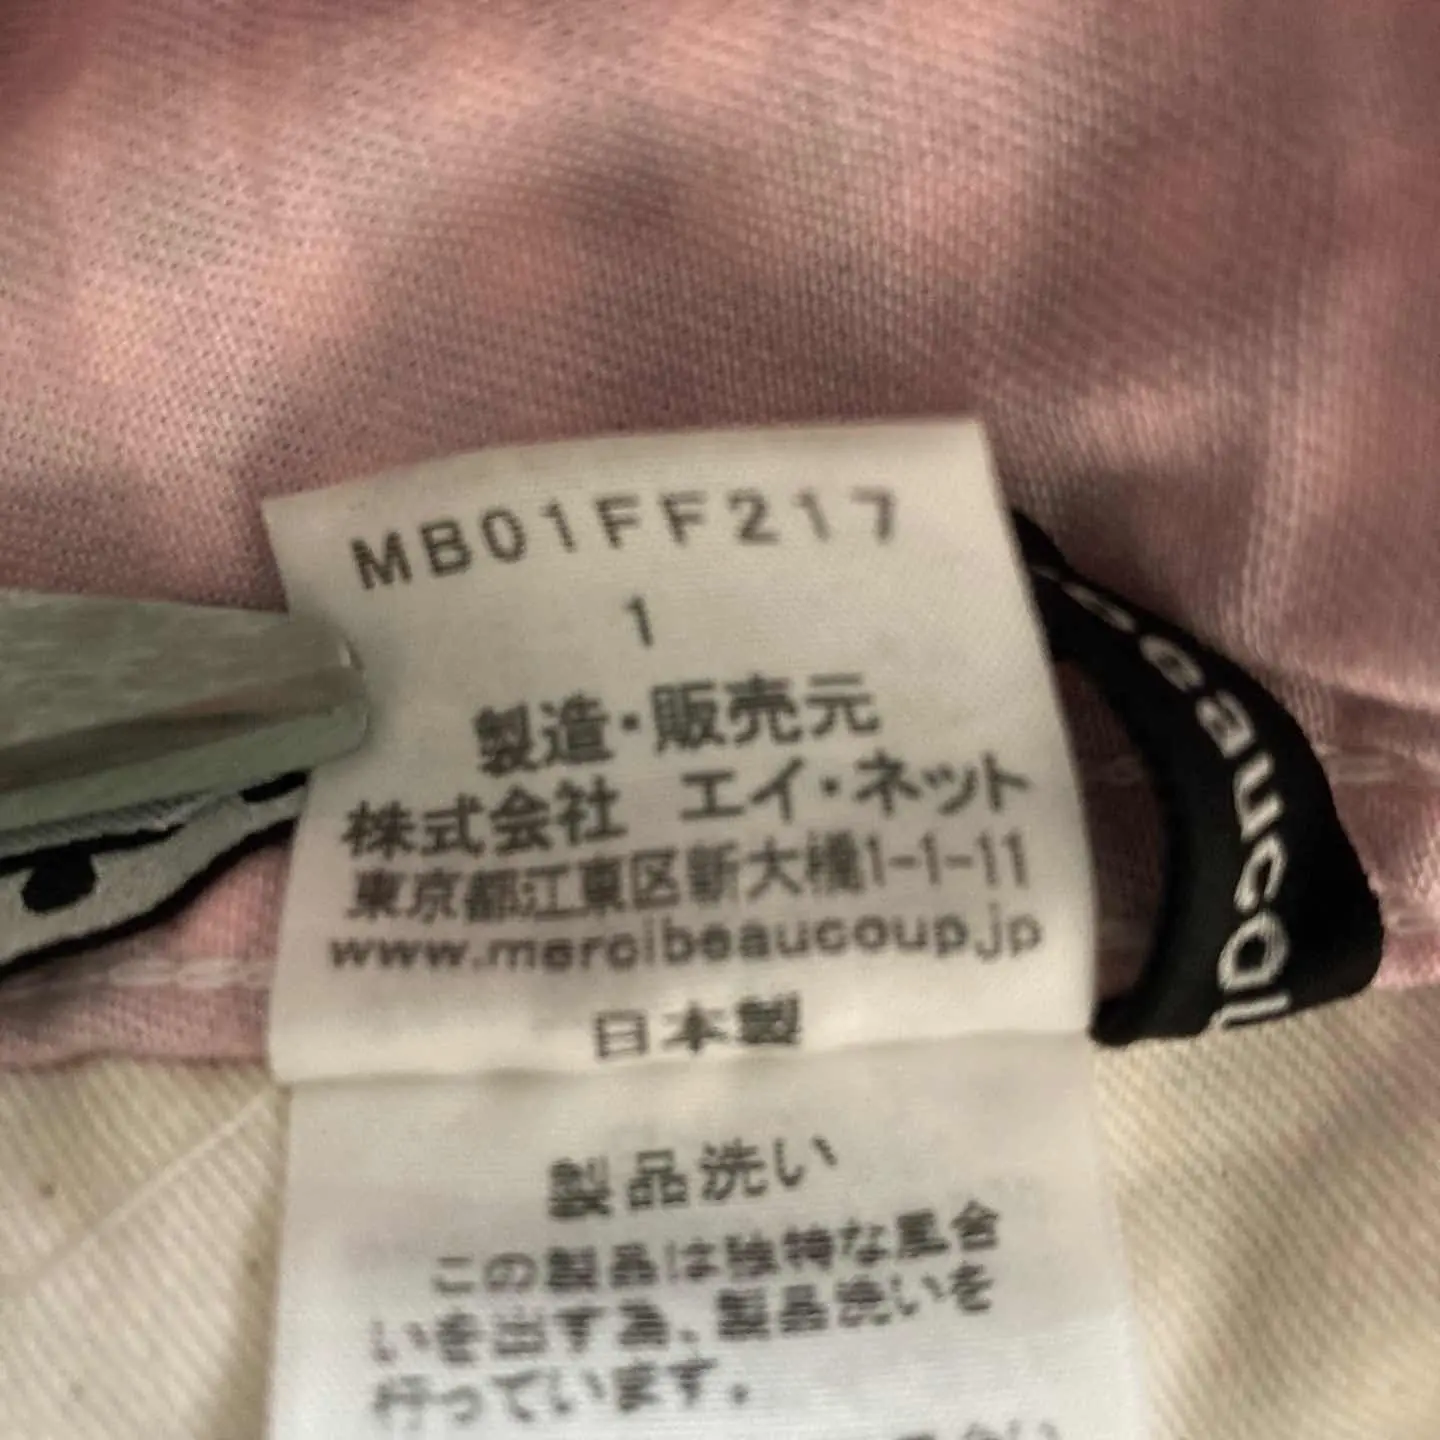 MB01FF217
1
製造・販売元
株式会社 エイ・ネット
東京都江東区新大橋1-1-11
www.mercibeaucoup.jp
日本製
製品洗い
この製品は独特な風合
いを出す為、製品洗いを
行っています。
beaucou